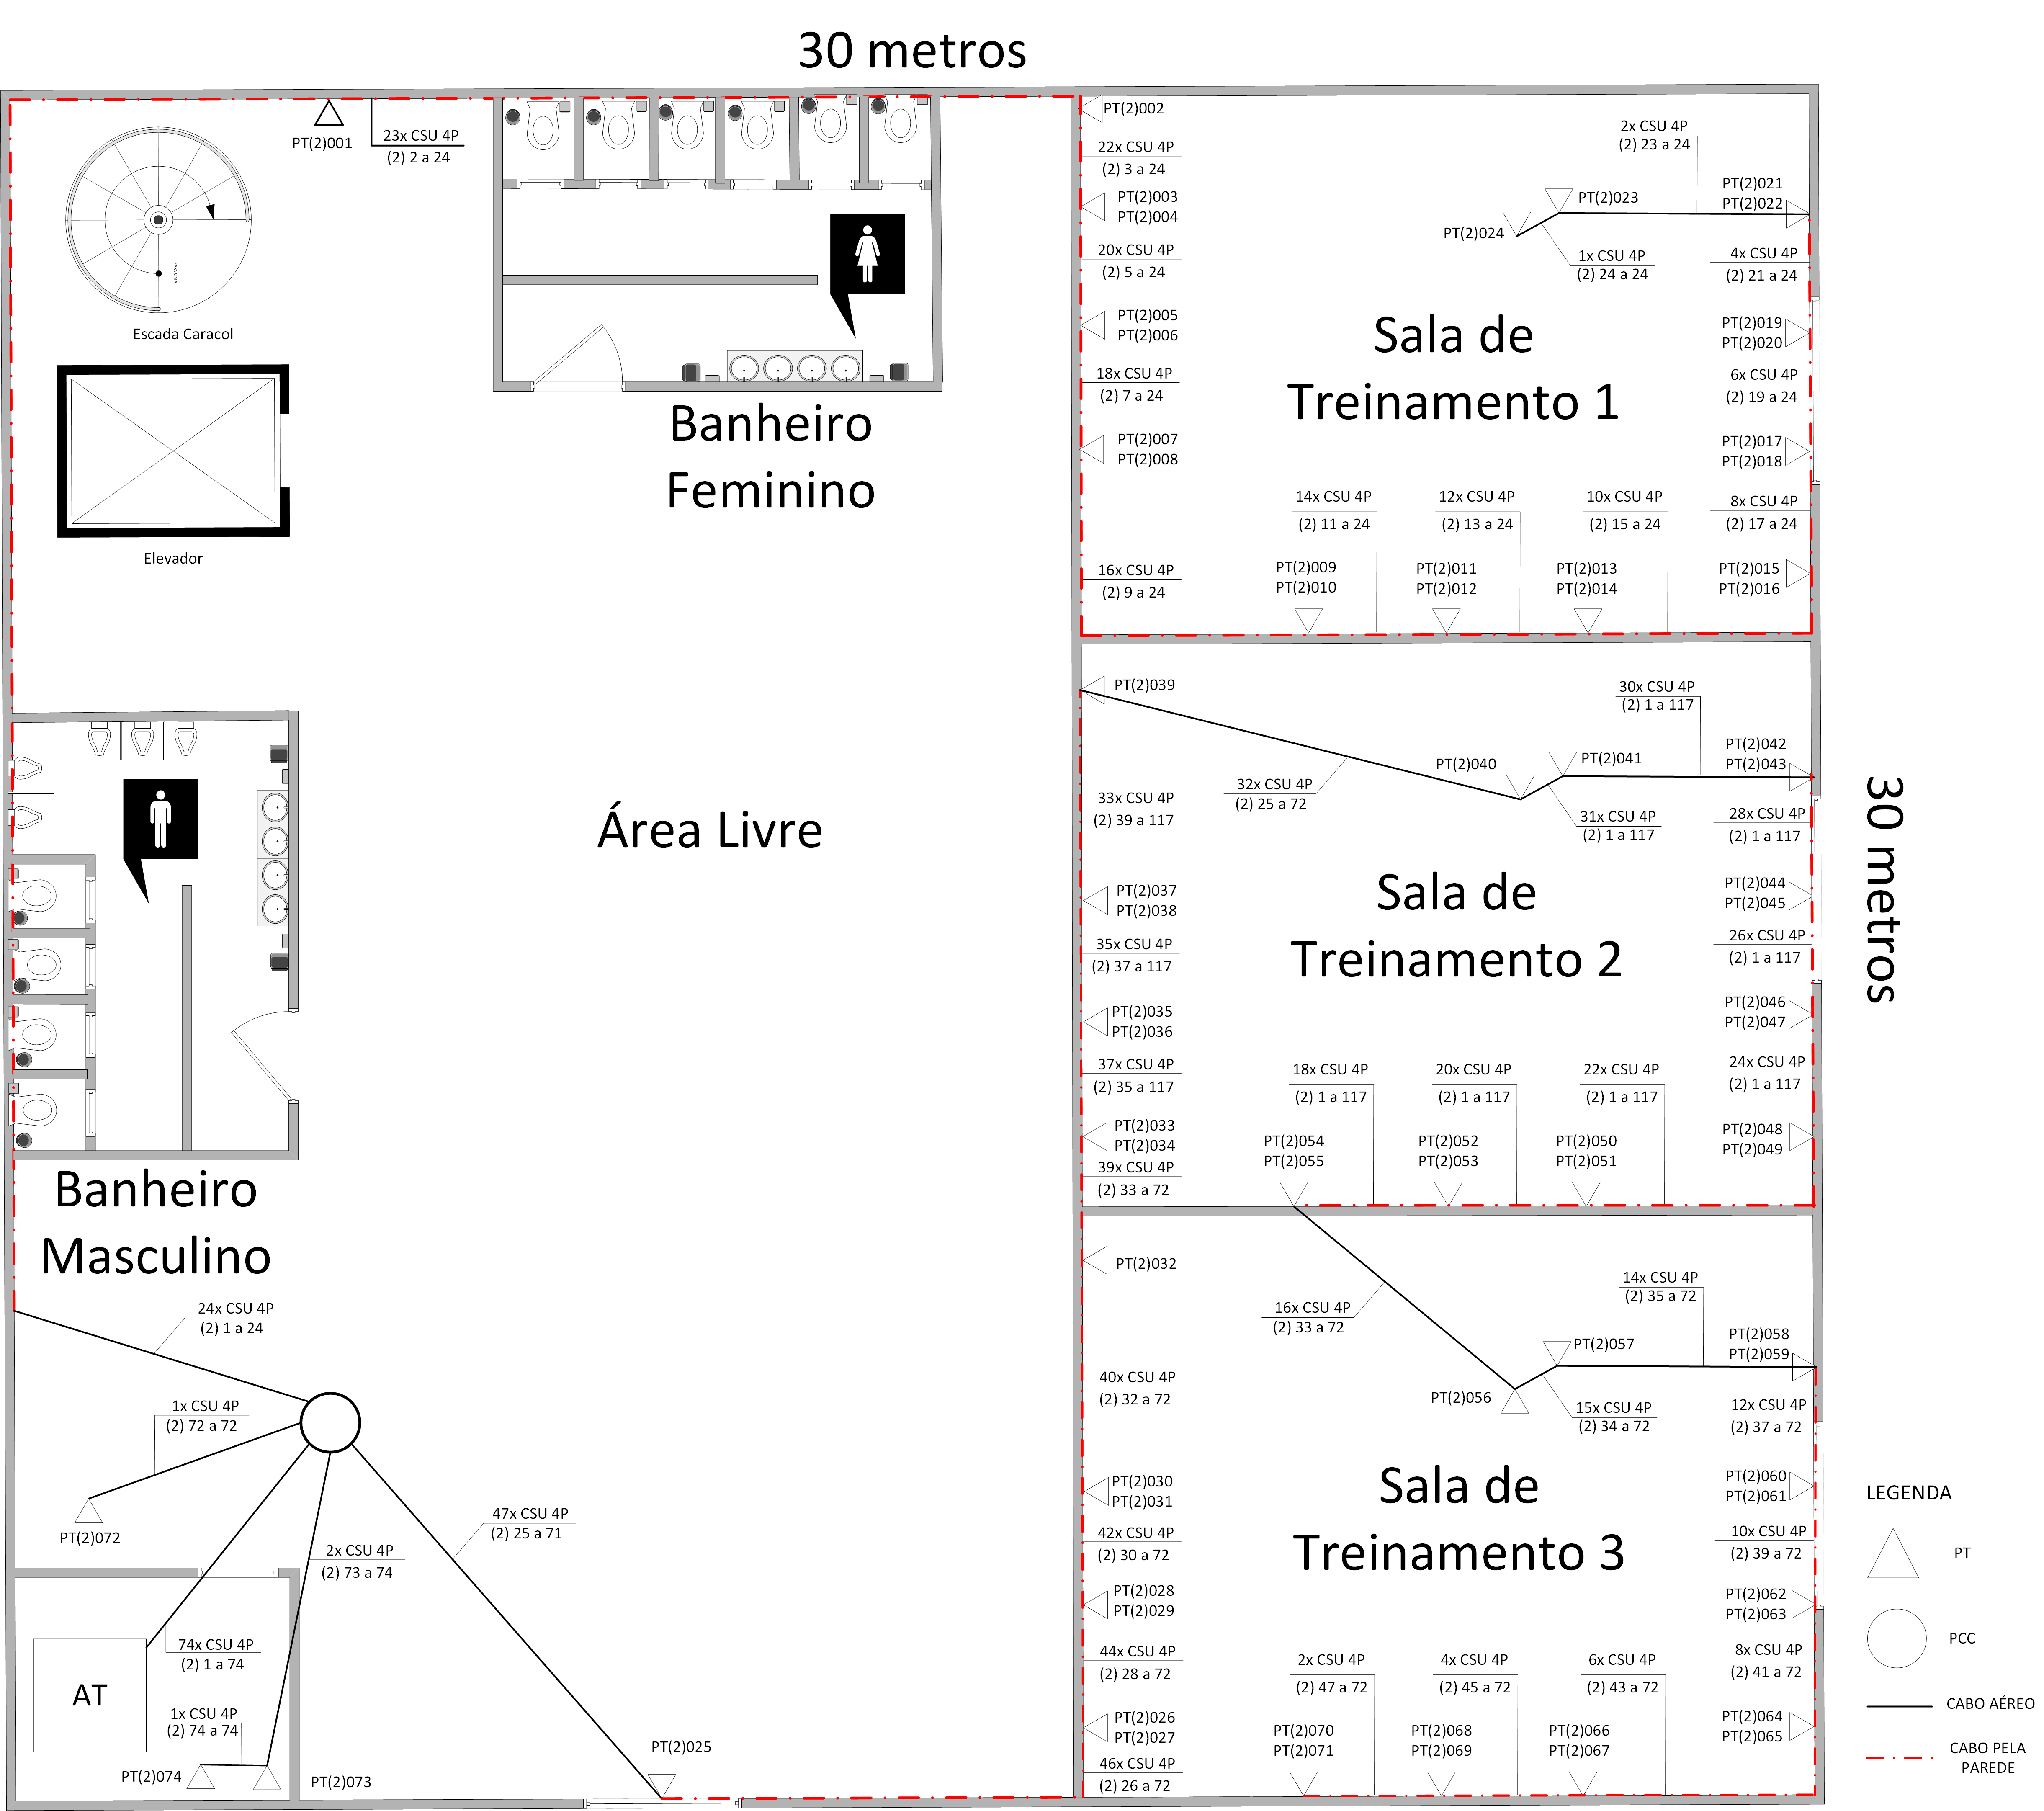 30 metros
PT(2)001
23x CSU 4P
(2) 2 a 24
Escada Caracol
Elevador
Banheiro
Feminino
PT(2)002
22x CSU 4P
(2) 3 a 24
PT(2)003
PT(2)004
20x CSU 4P
(2) 5 a 24
PT(2)005
PT(2)006
18x CSU 4P
(2) 7 a 24
PT(2)007
PT(2)008
16x CSU 4P
(2) 9 a 24
2x CSU 4P
(2) 23 a 24
PT(2)021
PT(2)022
PT(2)023
PT(2)024
1x CSU 4P
(2) 24 a 24
4x CSU 4P
(2) 21 a 24
Sala de
Treinamento 1
PT(2)019
PT(2)020
6x CSU 4P
(2) 19 a 24
PT(2)017
PT(2)018
8x CSU 4P
(2) 17 a 24
14x CSU 4P
(2) 11 a 24
12x CSU 4P
(2) 13 a 24
10x CSU 4P
(2) 15 a 24
PT(2)009
PT(2)010
PT(2)011
PT(2)012
PT(2)013
PT(2)014
PT(2)015
PT(2)016
Área Livre
PT(2)039
30x CSU 4P
(2) 1 a 117
PT(2)040
PT(2)041
PT(2)042
PT(2)043
32x CSU 4P
(2) 25 a 72
33x CSU 4P
(2) 39 a 117
31x CSU 4P
(2) 1 a 117
28x CSU 4P
(2) 1 a 117
30 metros
Sala de
Treinamento 2
PT(2)037
PT(2)038
PT(2)044
PT(2)045
35x CSU 4P
(2) 37 a 117
26x CSU 4P
(2) 1 a 117
PT(2)035
PT(2)036
PT(2)046
PT(2)047
37x CSU 4P
(2) 35 a 117
18x CSU 4P
(2) 1 a 117
20x CSU 4P
(2) 1 a 117
22x CSU 4P
(2) 1 a 117
24x CSU 4P
(2) 1 a 117
PT(2)033
PT(2)034
PT(2)054
PT(2)055
PT(2)052
PT(2)053
PT(2)050
PT(2)051
PT(2)048
PT(2)049
39x CSU 4P
(2) 33 a 72
Banheiro
Masculino
PT(2)032
14x CSU 4P
(2) 35 a 72
16x CSU 4P
(2) 33 a 72
PT(2)057
PT(2)058
PT(2)059
PT(2)056
40x CSU 4P
(2) 32 a 72
15x CSU 4P
(2) 34 a 72
12x CSU 4P
(2) 37 a 72
Sala de
Treinamento 3
PT(2)030
PT(2)031
PT(2)060
PT(2)061
42x CSU 4P
(2) 30 a 72
10x CSU 4P
(2) 39 a 72
PT(2)028
PT(2)029
PT(2)062
PT(2)063
44x CSU 4P
(2) 28 a 72
2x CSU 4P
(2) 47 a 72
4x CSU 4P
(2) 45 a 72
6x CSU 4P
(2) 43 a 72
8x CSU 4P
(2) 41 a 72
PT(2)026
PT(2)027
PT(2)070
PT(2)071
PT(2)068
PT(2)069
PT(2)066
PT(2)067
PT(2)064
PT(2)065
46x CSU 4P
(2) 26 a 72
24x CSU 4P
(2) 1 a 24
1x CSU 4P
(2) 72 a 72
PT(2)072
47x CSU 4P
(2) 25 a 71
2x CSU 4P
(2) 73 a 74
74x CSU 4P
(2) 1 a 74
AT
1x CSU 4P
(2) 74 a 74
PT(2)074
PT(2)073
PT(2)025
LEGENDA
PT
PCC
CABO AÉREO
CABO PELA
PAREDE